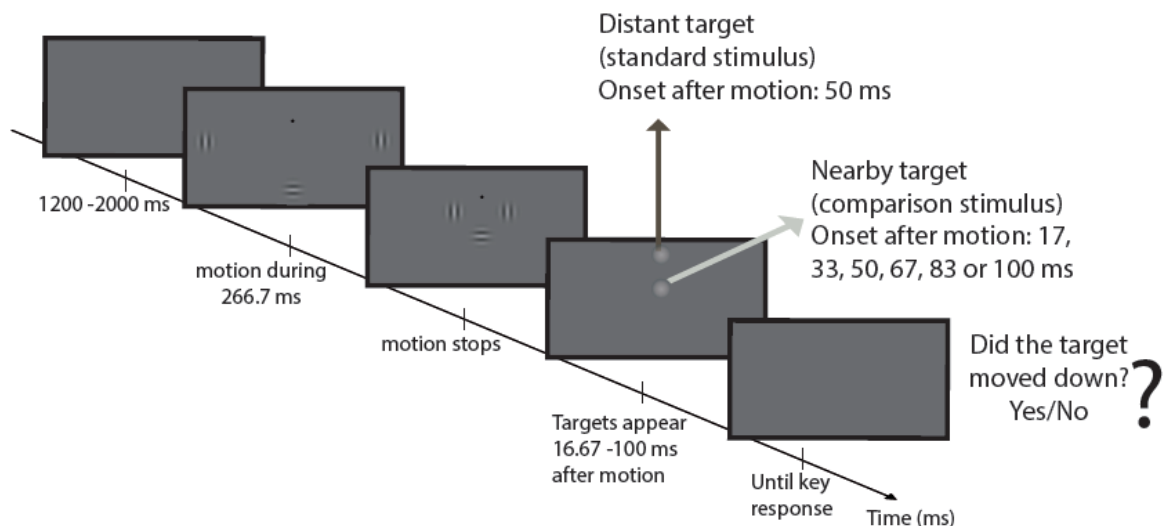 Distant target
(standard stimulus)
Onset after motion: 50 ms
Nearby target
(comparison stimulus)
Onset after motion: 17,
33, 50, 67, 83 or 100 ms
1200 -2000 ms
motion during
266.7 ms
motion stops
Targets appear
16.67 -100 ms
after motion
Until key
response
Time (ms)
Did the target
moved down?
Yes/No
?